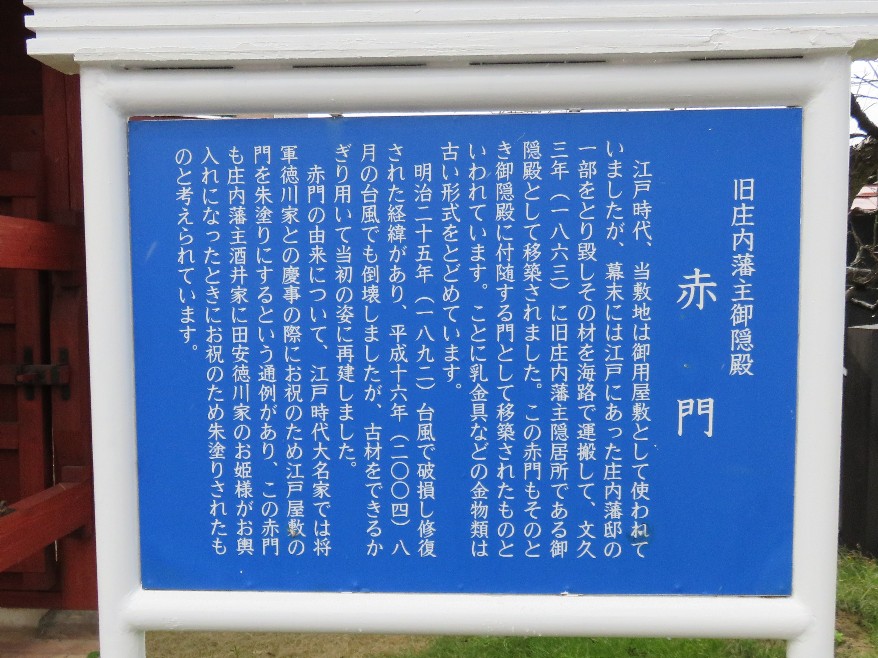 旧庄内藩主御隠殿
赤門
江戸時代、当敷地は御用屋敷として使われて
いましたが、幕末には江戸にあった庄内藩邸の
一部をとり毀しその材を海路で運搬して、文久
三年(一八六三)に旧庄内藩主隠居所である御
隠殿として移築されました。この赤門もそのと
き御隠殿に付随する門として移築されたものと
いわれています。ことに乳金具などの金物類は
古い形式をとどめています。
明治二十五年(一八九二)台風で破損し修復
された経緯があり、平成十六年(二〇〇四)八
月の台風でも倒壊しましたが、古材をできるか
ぎり用いて当初の姿に再建しました。
赤門の由来について、江戸時代大名家では将
軍徳川家との慶事の際にお祝のため江戸屋敷の
門を朱塗りにするという通例があり、この赤門
も庄内藩主酒井家に田安徳川家のお姫様がお輿
入れになったときにお祝のため朱塗りされたも
のと考えられています。